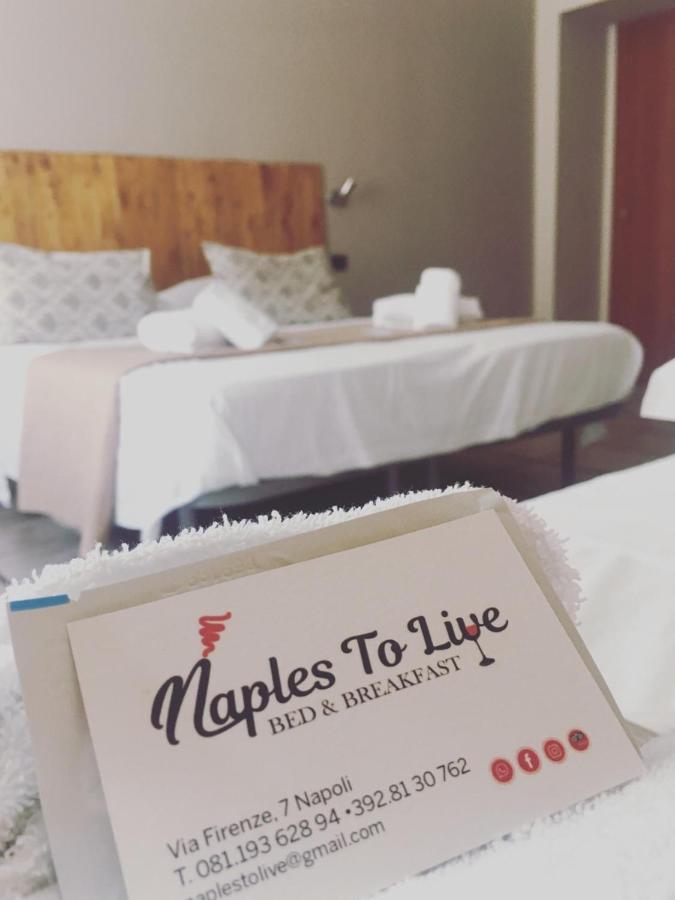 Naples To Live
BED & BREAKFAST
Via Firenze, 7 Napoli
T. 081.193 628 94 •392.81 30 762
naplestolive@gmail.com